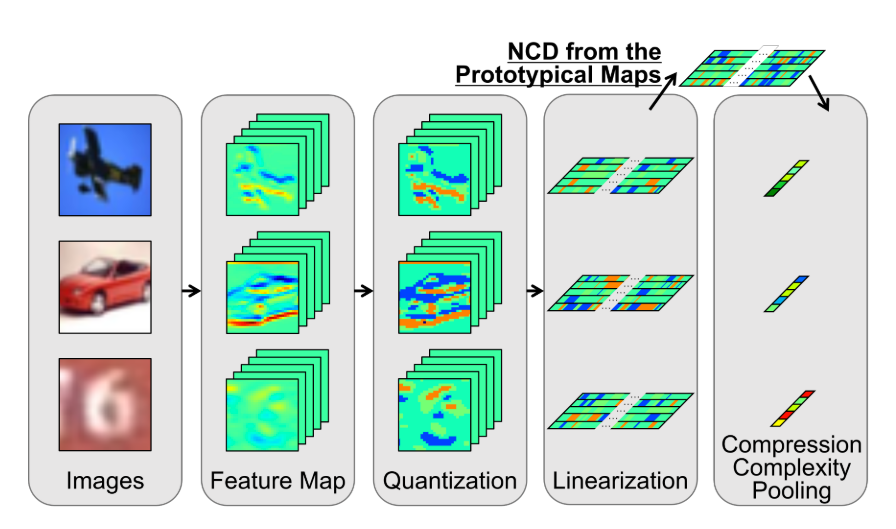 NCD from the
Prototypical Maps
Images
Feature Map
Quantization
Linearization
Compression
Complexity
Pooling